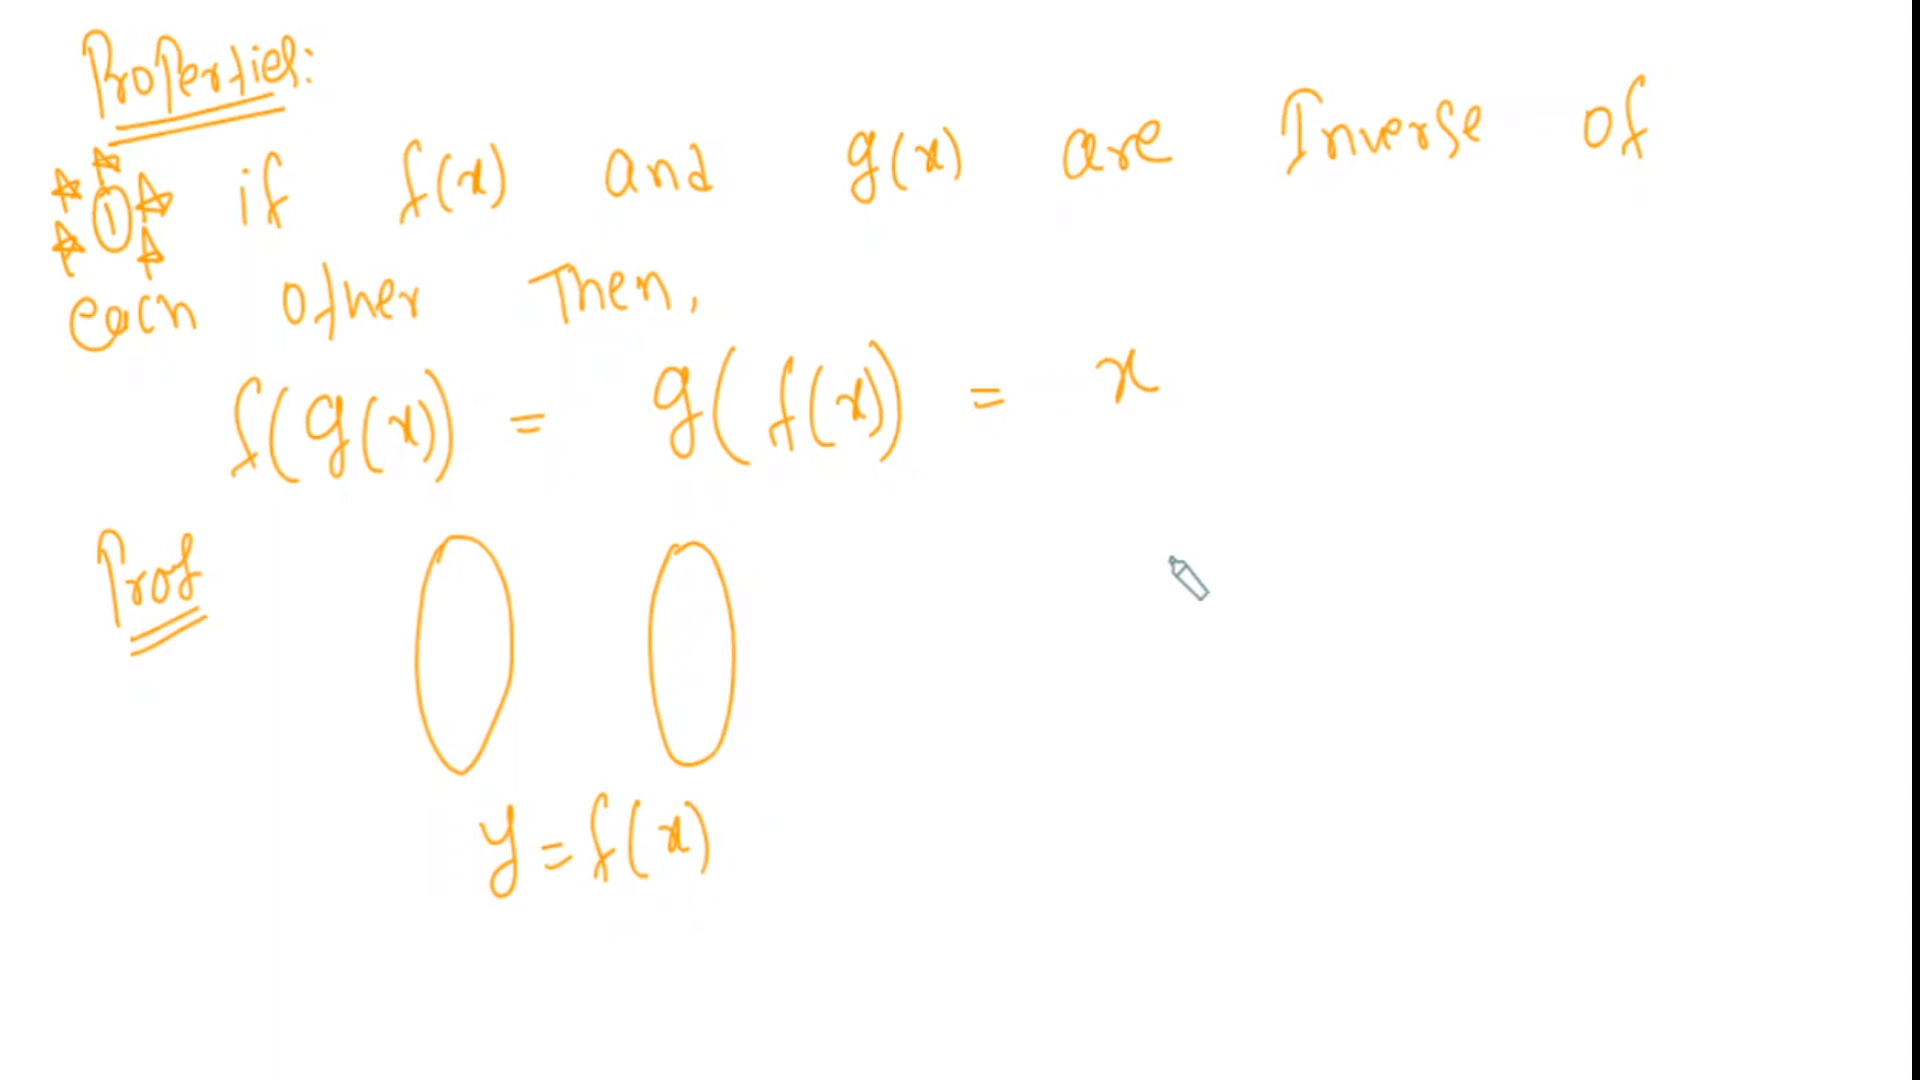 Properties:
① if f(x) and g(x) are Inverse of
each other Then,
f(g(x)) = g(f(x)) = x
Prof
y=f(x)